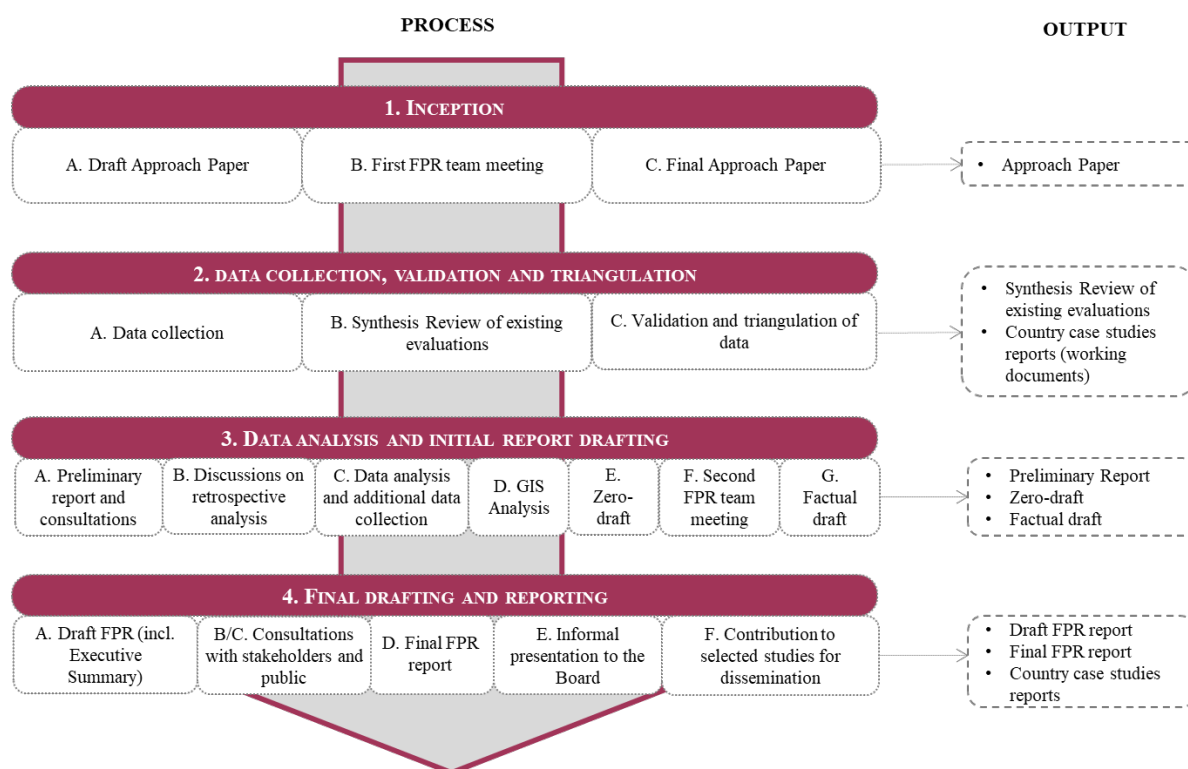 PROCESS
OUTPUT
1. INCEPTION
A. Draft Approach Paper
B. First FPR team meeting
C. Final Approach Paper
• Approach Paper
2. DATA COLLECTION, VALIDATION AND TRIANGULATION
A. Data collection
B. Synthesis Review of existing
evaluations
C. Validation and triangulation of
data
• Synthesis Review of
existing evaluations
• Country case studies
reports (working
documents)
3. DATA ANALYSIS AND INITIAL REPORT DRAFTING
A. Preliminary
report and
consultations
B. Discussions on
retrospective
analysis
C. Data analysis
and additional data
collection
D. GIS
Analysis
E.
Zero-
draft
F. Second
FPR team
meeting
G.
Factual
draft
• Preliminary Report
• Zero-draft
• Factual draft
4. FINAL DRAFTING AND REPORTING
A. Draft FPR (incl.
Executive
Summary)
B/C. Consultations
with stakeholders and
public
D. Final FPR
report
E. Informal
presentation to the
Board
F. Contribution to
selected studies for
dissemination
• Draft FPR report
• Final FPR report
• Country case studies
reports